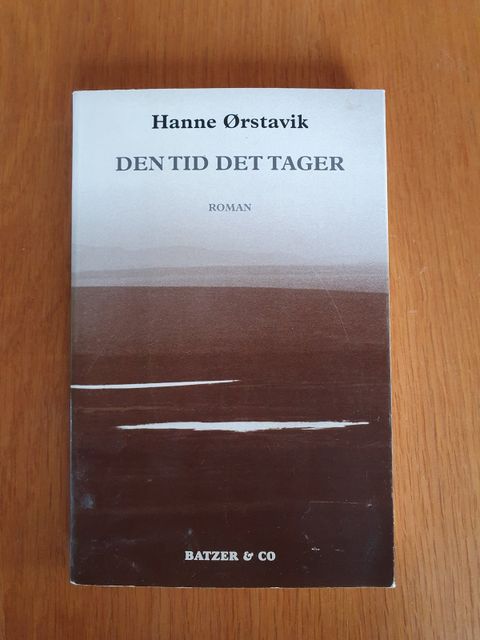 Hanne Ørstavik
DEN TID DET TAGER
ROMAN
BATZER & CO